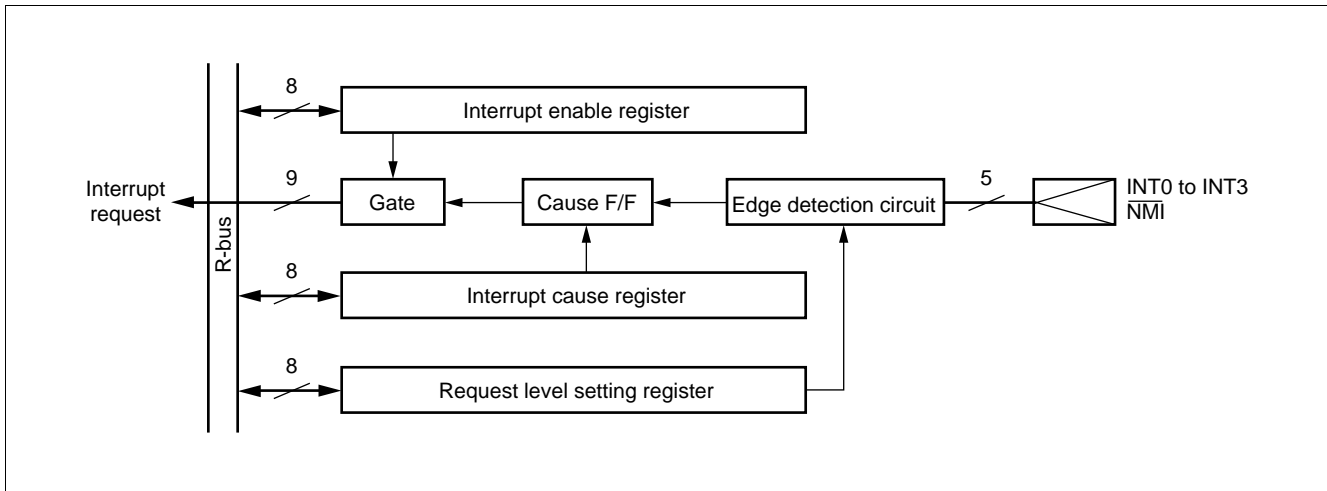 8
Interrupt enable register
Interrupt
request
9
Gate
Cause F/F
Edge detection circuit
5
INT0 to INT3
N̅M̅I̅
R-bus
8
Interrupt cause register
8
Request level setting register